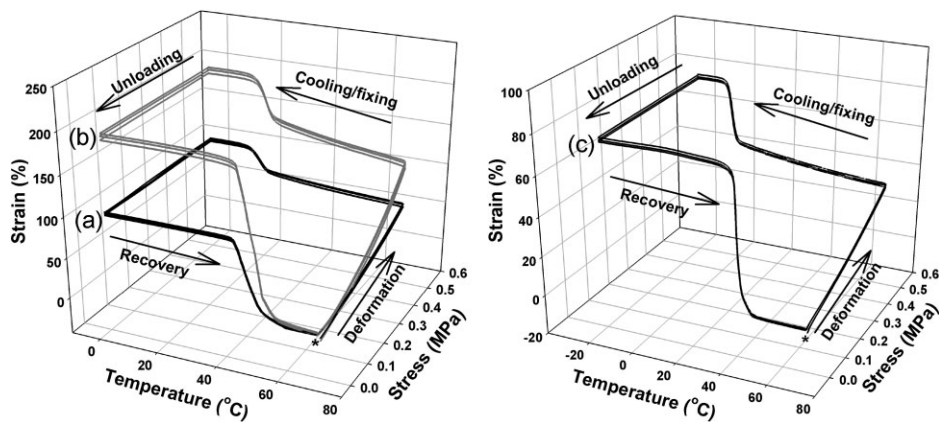 250
200
150
100
50
0
Strain (%)
(b)
(a)
Unloading
Cooling/fixing
Recovery
Deformation
*
0
20
40
60
80
Temperature (°C)
0.0
0.1
0.2
0.3
0.4
0.5
0.6
Stress (MPa)
100
80
60
40
20
0
-20
Strain (%)
(c)
Unloading
Cooling/fixing
Recovery
Deformation
*
-20
0
20
40
60
80
Temperature (°C)
0.0
0.1
0.2
0.3
0.4
0.5
0.6
Stress (MPa)